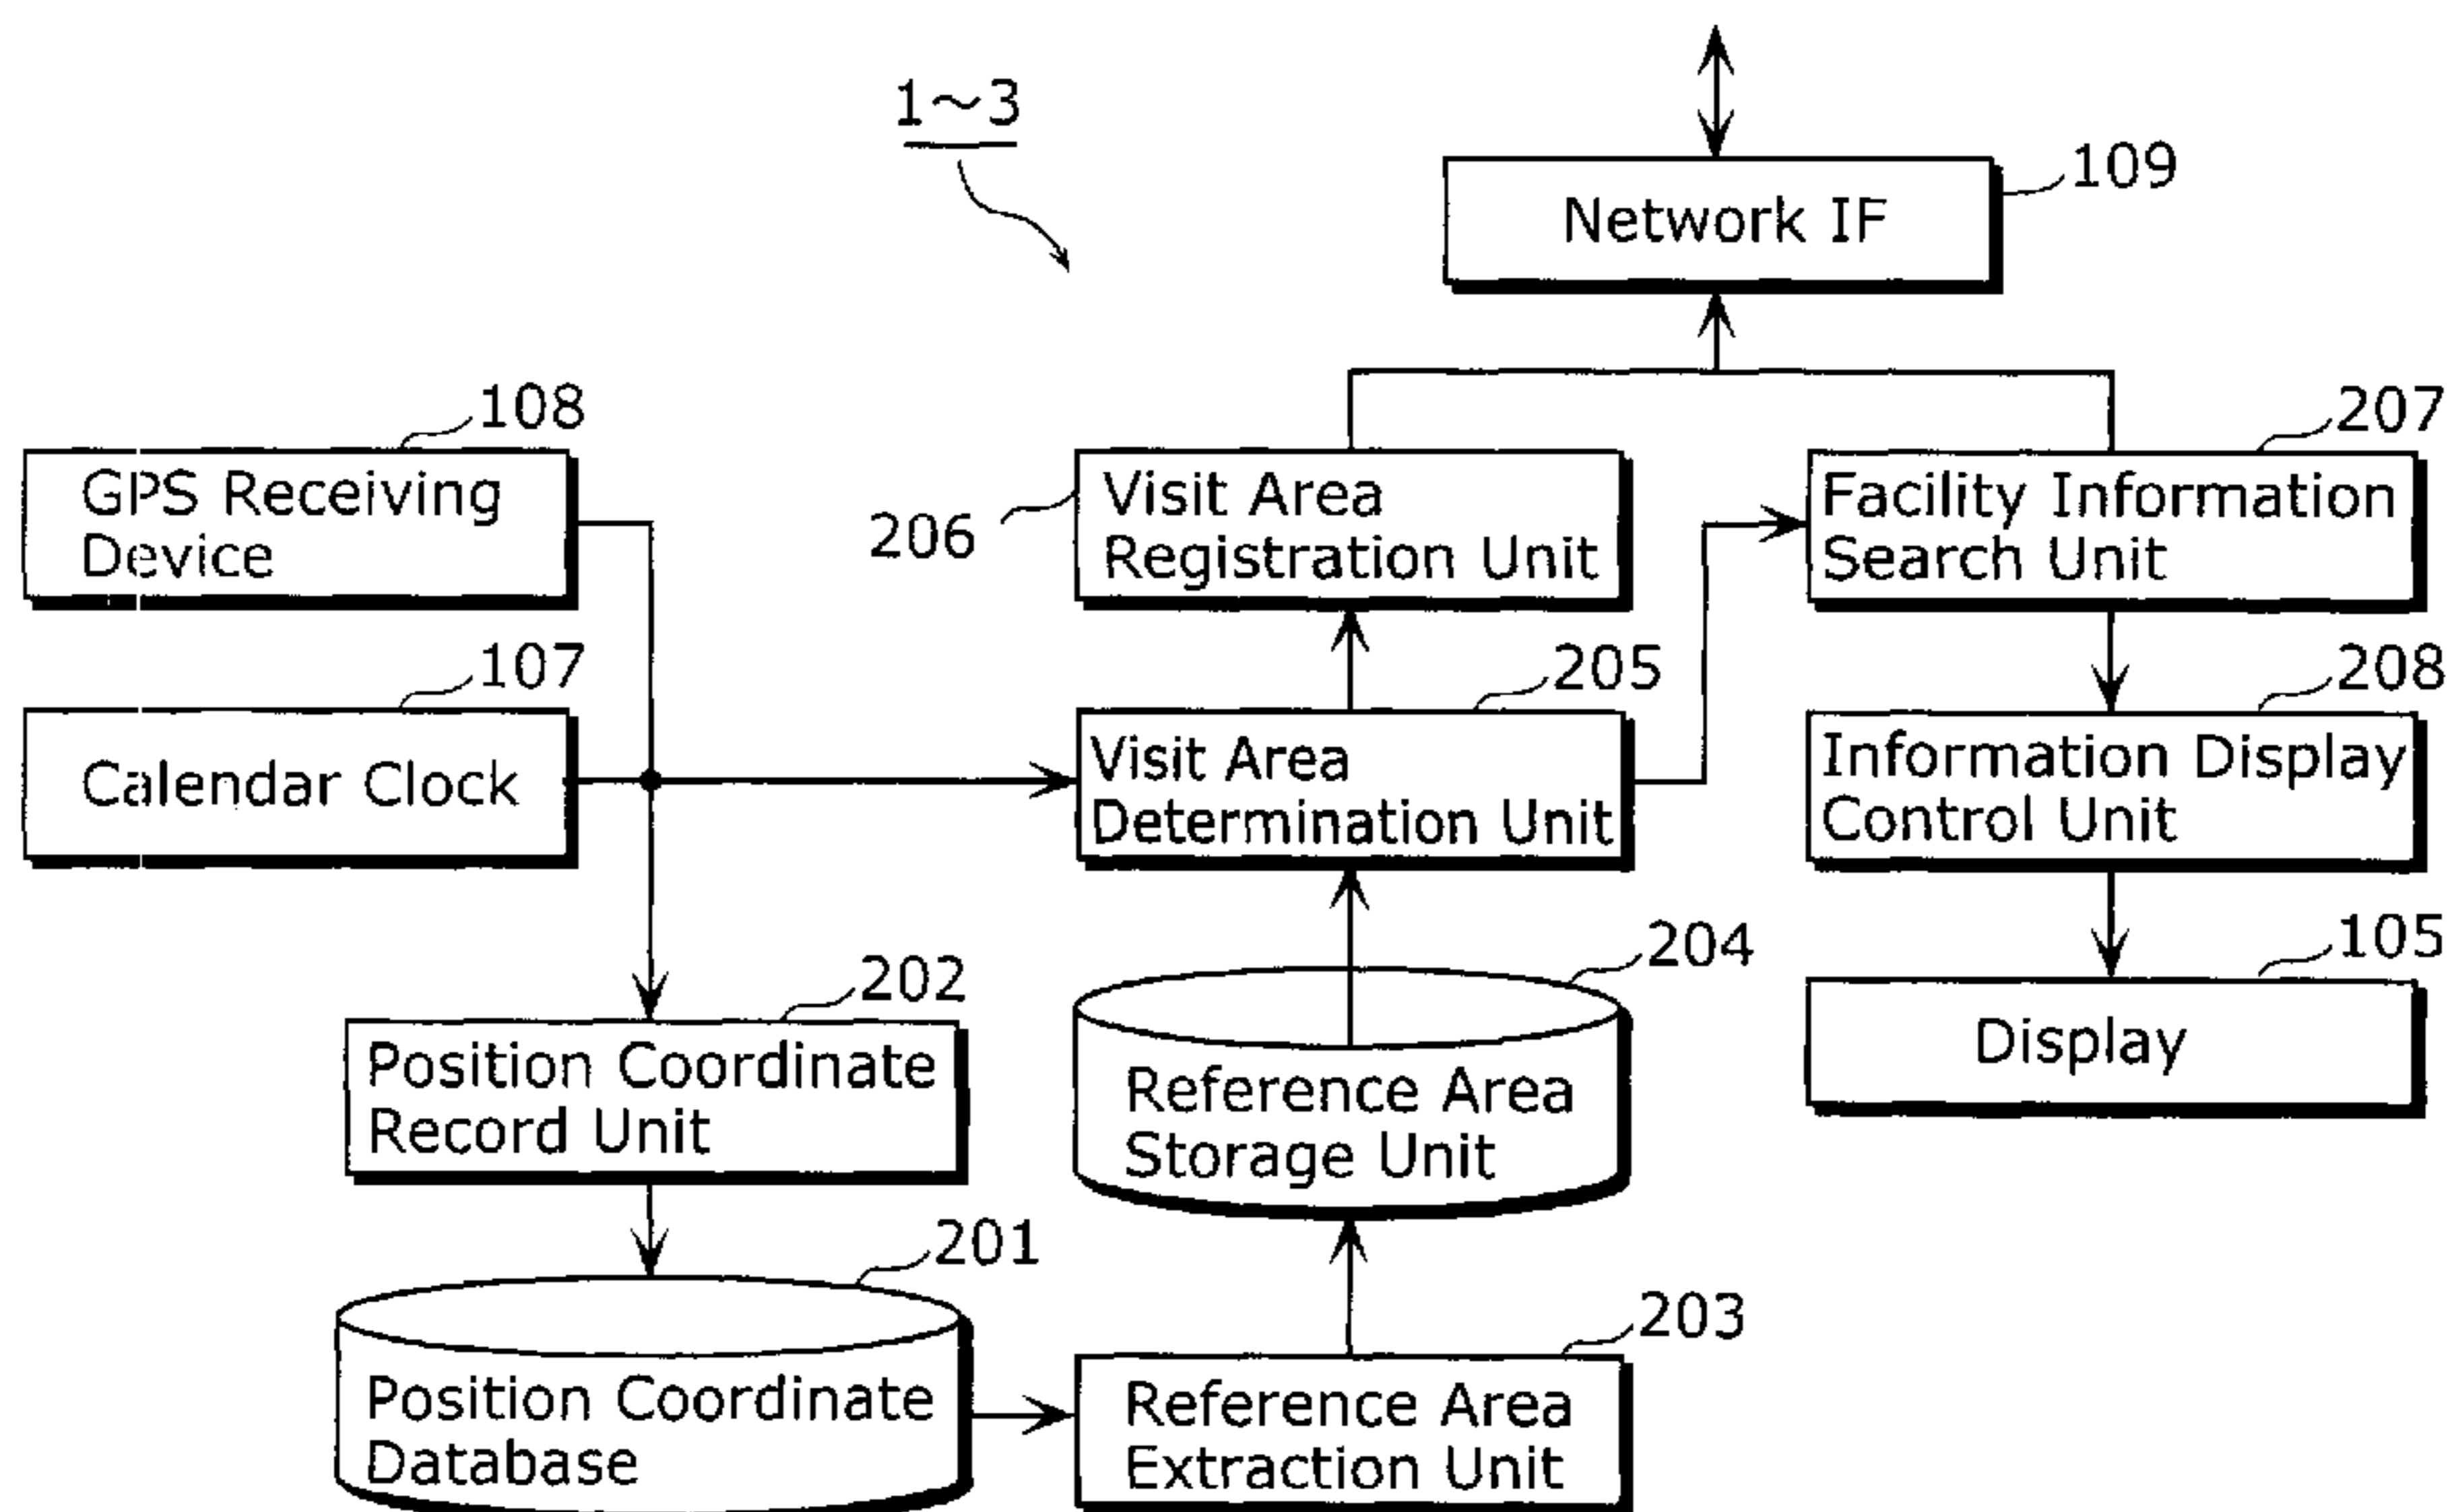 1~3
109
Network IF
108
GPS Receiving
Device
206
Visit Area
Registration Unit
207
Facility Information
Search Unit
107
Calendar Clock
205
Visit Area
Determination Unit
208
Information Display
Control Unit
202
Position Coordinate
Record Unit
204
Reference Area
Storage Unit
105
Display
201
Position Coordinate
Database
203
Reference Area
Extraction Unit